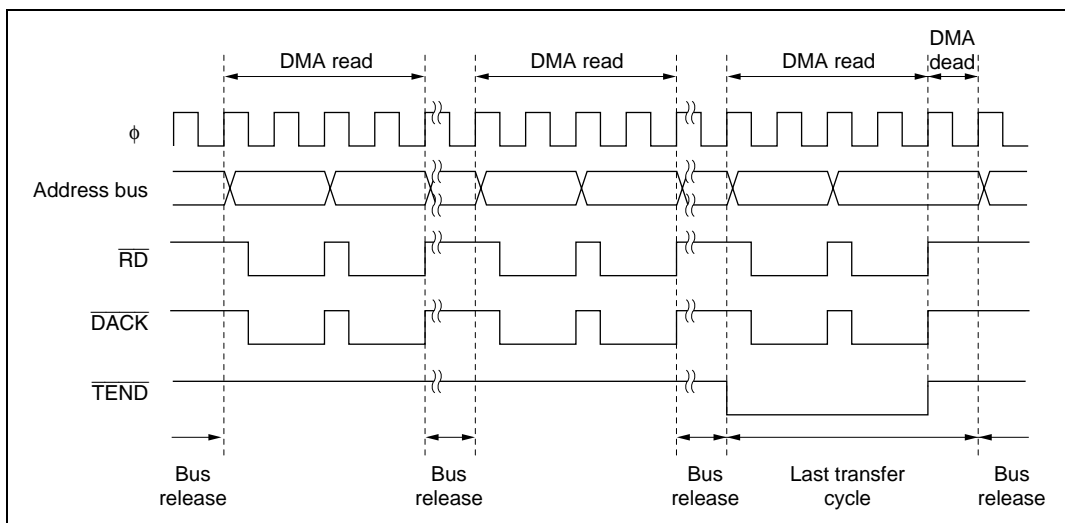 DMA read
DMA read
DMA read
DMA
dead
φ
Address bus
RD
DACK
TEND
Bus
release
Bus
release
Bus
release
Last transfer
cycle
Bus
release